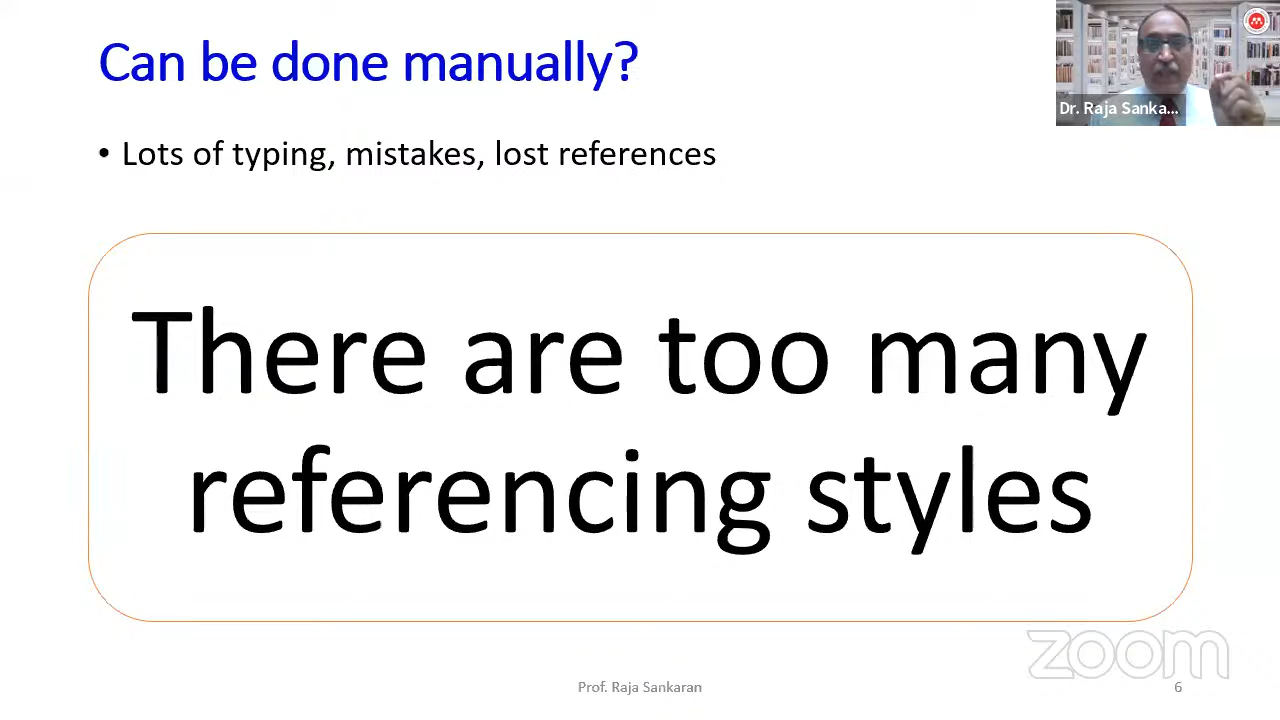 Can be done manually?
Dr. Raja Sanka...
• Lots of typing, mistakes, lost references
There are too many
referencing styles
zoom
Prof. Raja Sankaran
6